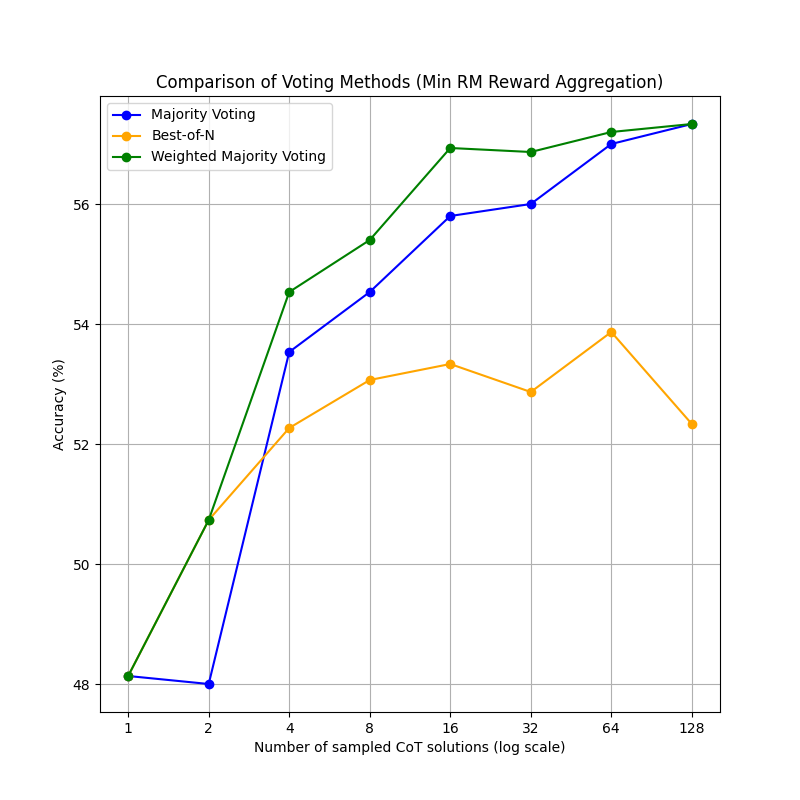 Comparison of Voting Methods (Min RM Reward Aggregation)
Majority Voting
Best-of-N
Weighted Majority Voting
Accuracy (%)
56
54
52
50
48
1 2 4 8 16 32 64 128
Number of sampled CoT solutions (log scale)